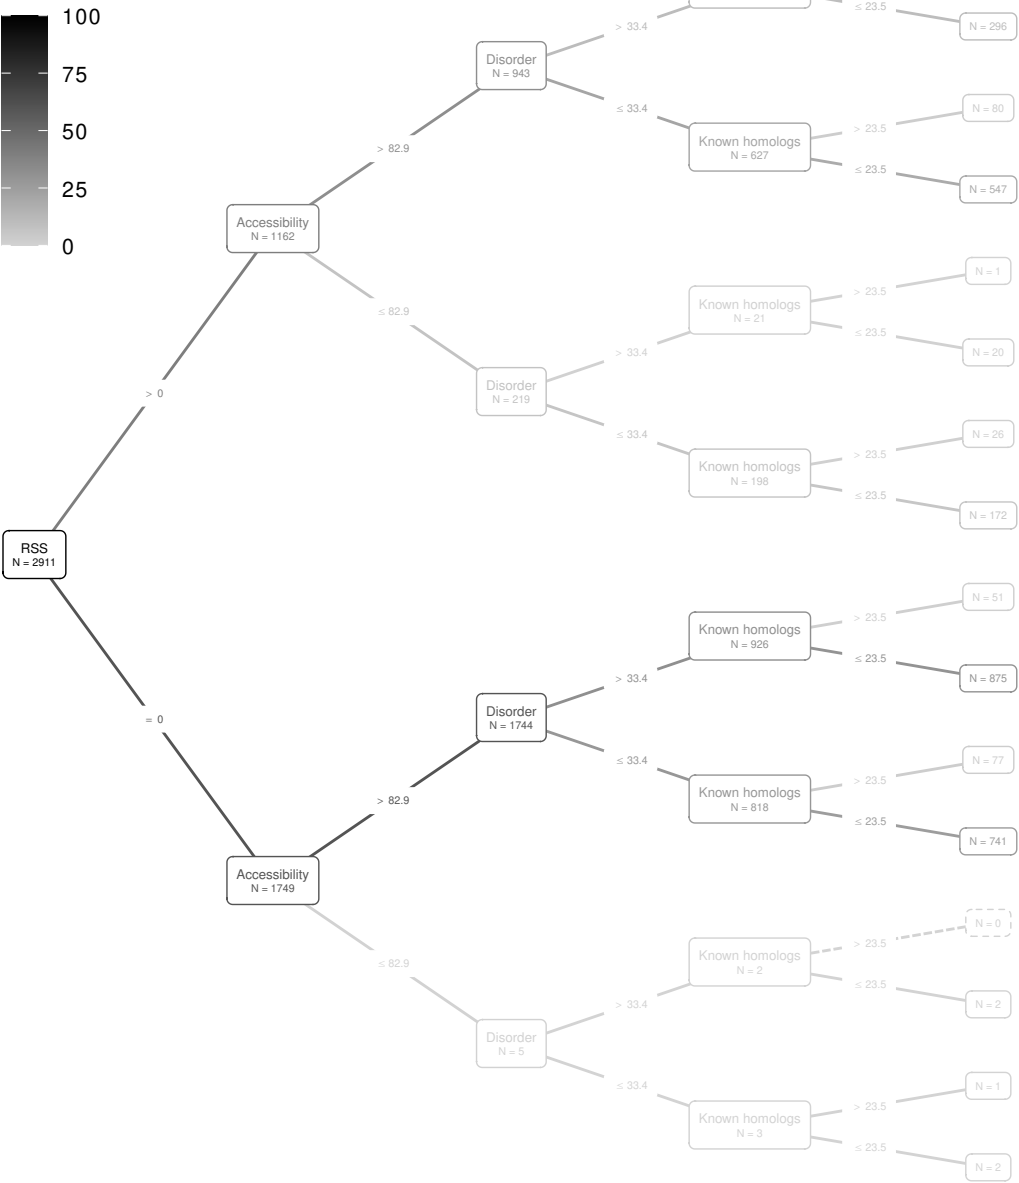 100
75
50
25
0
≤ 23.5
N = 296
> 33.4
Disorder
N = 943
≤ 33.4
N = 80
> 23.5
Known homologs
N = 627
≤ 23.5
N = 547
> 82.9
Accessibility
N = 1162
≤ 82.9
N = 1
> 23.5
Known homologs
N = 21
≤ 23.5
N = 20
> 33.4
Disorder
N = 219
≤ 33.4
N = 26
> 23.5
Known homologs
N = 198
≤ 23.5
N = 172
> 0
RSS
N = 2911
= 0
N = 51
> 23.5
Known homologs
N = 926
≤ 23.5
N = 875
> 33.4
Disorder
N = 1744
≤ 33.4
N = 77
> 23.5
Known homologs
N = 818
≤ 23.5
N = 741
> 82.9
Accessibility
N = 1749
≤ 82.9
N = 0
> 23.5
Known homologs
N = 2
≤ 23.5
N = 2
> 33.4
Disorder
N = 5
≤ 33.4
N = 1
> 23.5
Known homologs
N = 3
≤ 23.5
N = 2